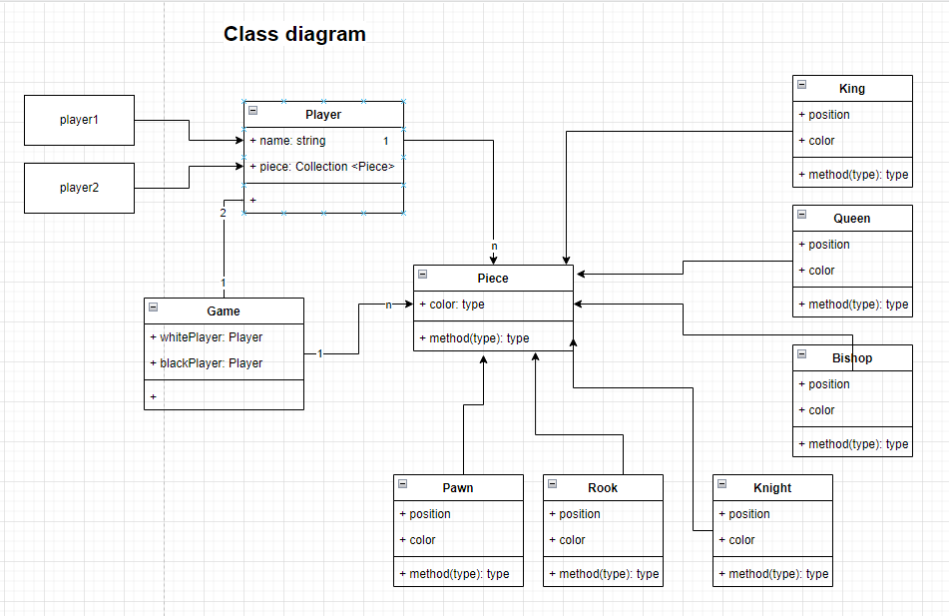 Class diagram
player1
player2
Player
+ name: string
1
+ piece: Collection <Piece>
+
2
1
n
Game
+ whitePlayer: Player
+ blackPlayer: Player
+
1
n
Piece
+ color: type
+ method(type): type
King
+ position
+ color
+ method(type): type
Queen
+ position
+ color
+ method(type): type
Bishop
+ position
+ color
+ method(type): type
Pawn
+ position
+ color
+ method(type): type
Rook
+ position
+ color
+ method(type): type
Knight
+ position
+ color
+ method(type): type